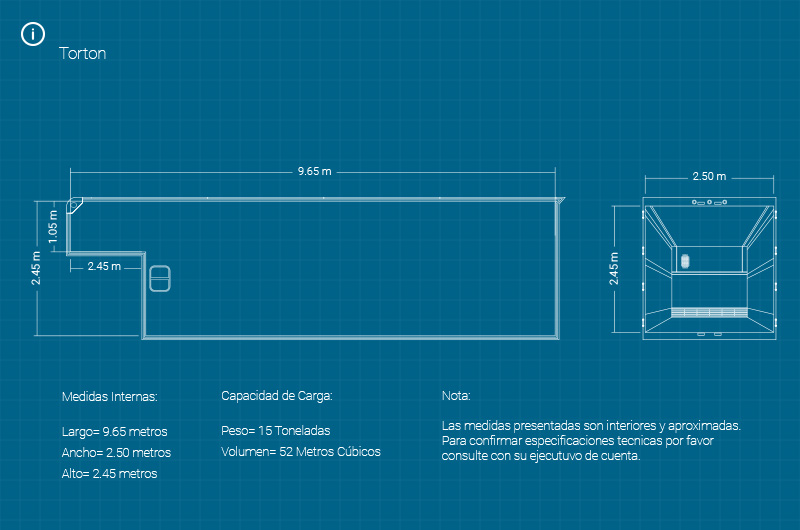 Torton
9.65 m
2.50 m
1.05 m
2.45 m
2.45 m
2.45 m
Medidas Internas:
Largo= 9.65 metros
Ancho= 2.50 metros
Alto= 2.45 metros
Capacidad de Carga:
Peso= 15 Toneladas
Volumen= 52 Metros Cúbicos
Nota:
Las medidas presentadas son interiores y aproximadas.
Para confirmar especificaciones tecnicas por favor
consulte con su ejecutuvo de cuenta.